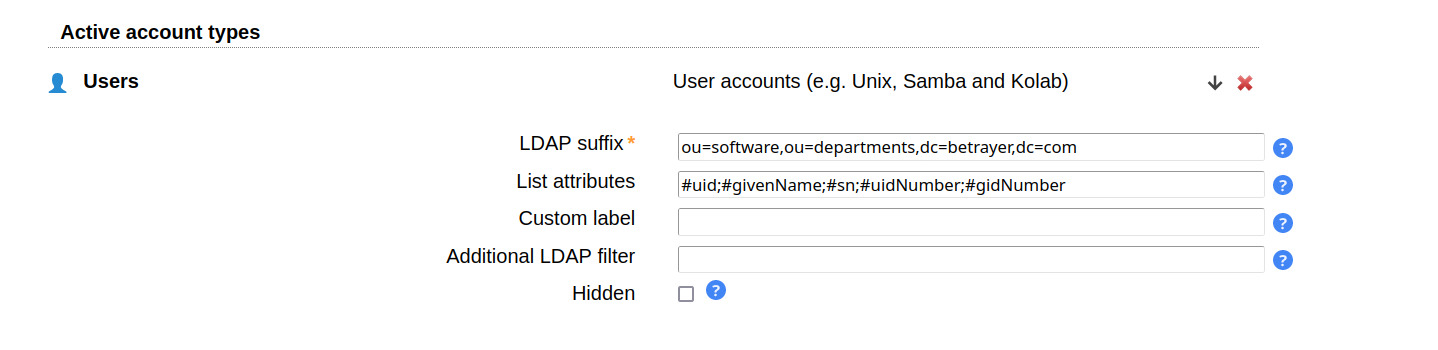 Active account types
Users User accounts (e.g. Unix, Samba and Kolab)
LDAP suffix * ou=software,ou=departments,dc=betrayer,dc=com ?
List attributes #uid;#givenName;#sn;#uidNumber;#gidNumber ?
Custom label ?
Additional LDAP filter ?
Hidden ?